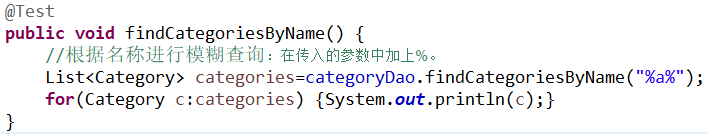 @Test
public void findCategoriesByName() {
    //根据名称进行模糊查询：在传入的参数中加上%。
    List<Category> categories=categoryDao.findCategoriesByName("%a%");
    for(Category c:categories) {System.out.println(c);}
}